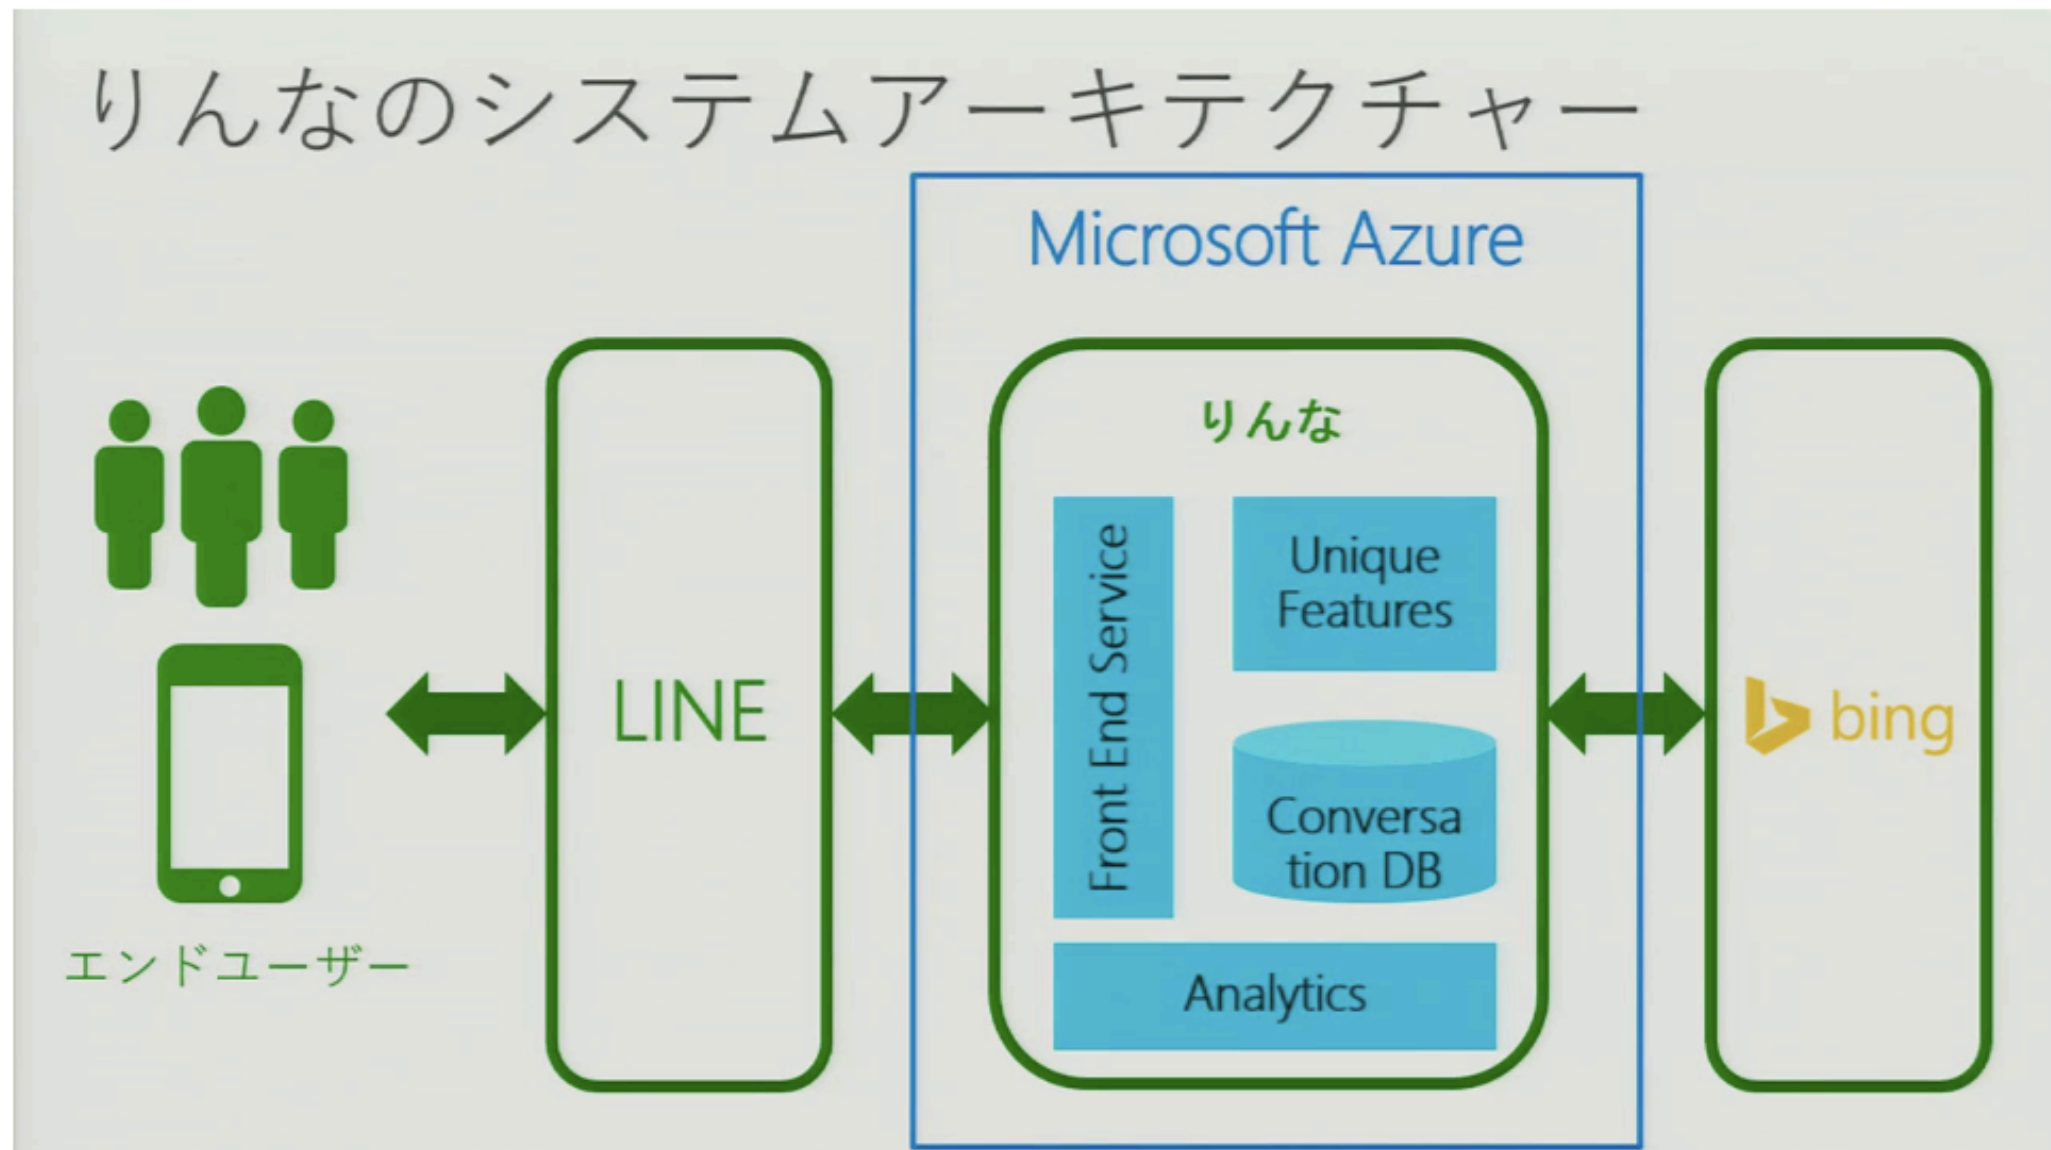 りんなのシステムアーキテクチャー
Microsoft Azure
りんな
エンドユーザー
LINE
Front End Service
Unique
Features
Conversa
tion DB
Analytics
bing